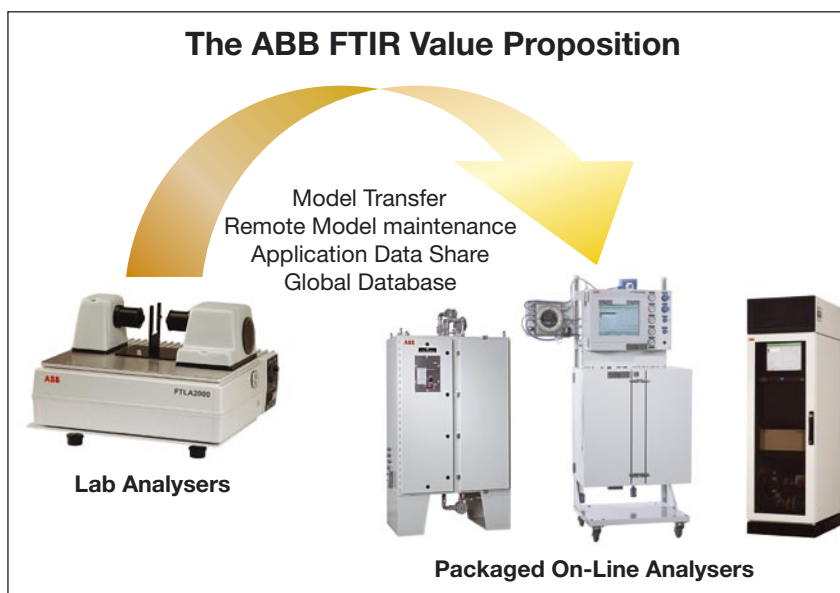 The ABB FTIR Value Proposition
Model Transfer
Remote Model maintenance
Application Data Share
Global Database
ABB
FTLA2000
Lab Analysers
ABB
Packaged On-Line Analysers